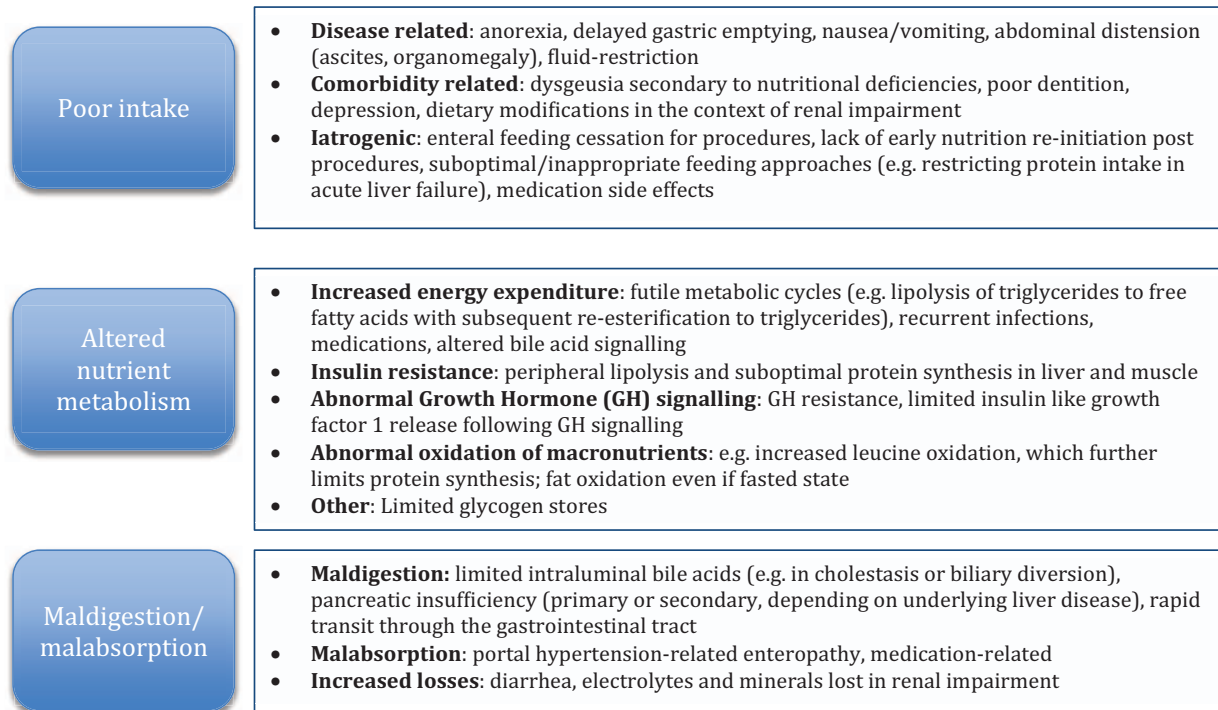 Poor intake
• Disease related: anorexia, delayed gastric emptying, nausea/vomiting, abdominal distension
(ascites, organomegaly), fluid-restriction
• Comorbidity related: dysgeusia secondary to nutritional deficiencies, poor dentition,
depression, dietary modifications in the context of renal impairment
• Iatrogenic: enteral feeding cessation for procedures, lack of early nutrition re-initiation post
procedures, suboptimal/inappropriate feeding approaches (e.g. restricting protein intake in
acute liver failure), medication side effects
Altered
nutrient
metabolism
• Increased energy expenditure: futile metabolic cycles (e.g. lipolysis of triglycerides to free
fatty acids with subsequent re-esterification to triglycerides), recurrent infections,
medications, altered bile acid signalling
• Insulin resistance: peripheral lipolysis and suboptimal protein synthesis in liver and muscle
• Abnormal Growth Hormone (GH) signalling: GH resistance, limited insulin like growth
factor 1 release following GH signalling
• Abnormal oxidation of macronutrients: e.g. increased leucine oxidation, which further
limits protein synthesis; fat oxidation even if fasted state
• Other: Limited glycogen stores
Maldigestion/
malabsorption
• Maldigestion: limited intraluminal bile acids (e.g. in cholestasis or biliary diversion),
pancreatic insufficiency (primary or secondary, depending on underlying liver disease), rapid
transit through the gastrointestinal tract
• Malabsorption: portal hypertension-related enteropathy, medication-related
• Increased losses: diarrhea, electrolytes and minerals lost in renal impairment